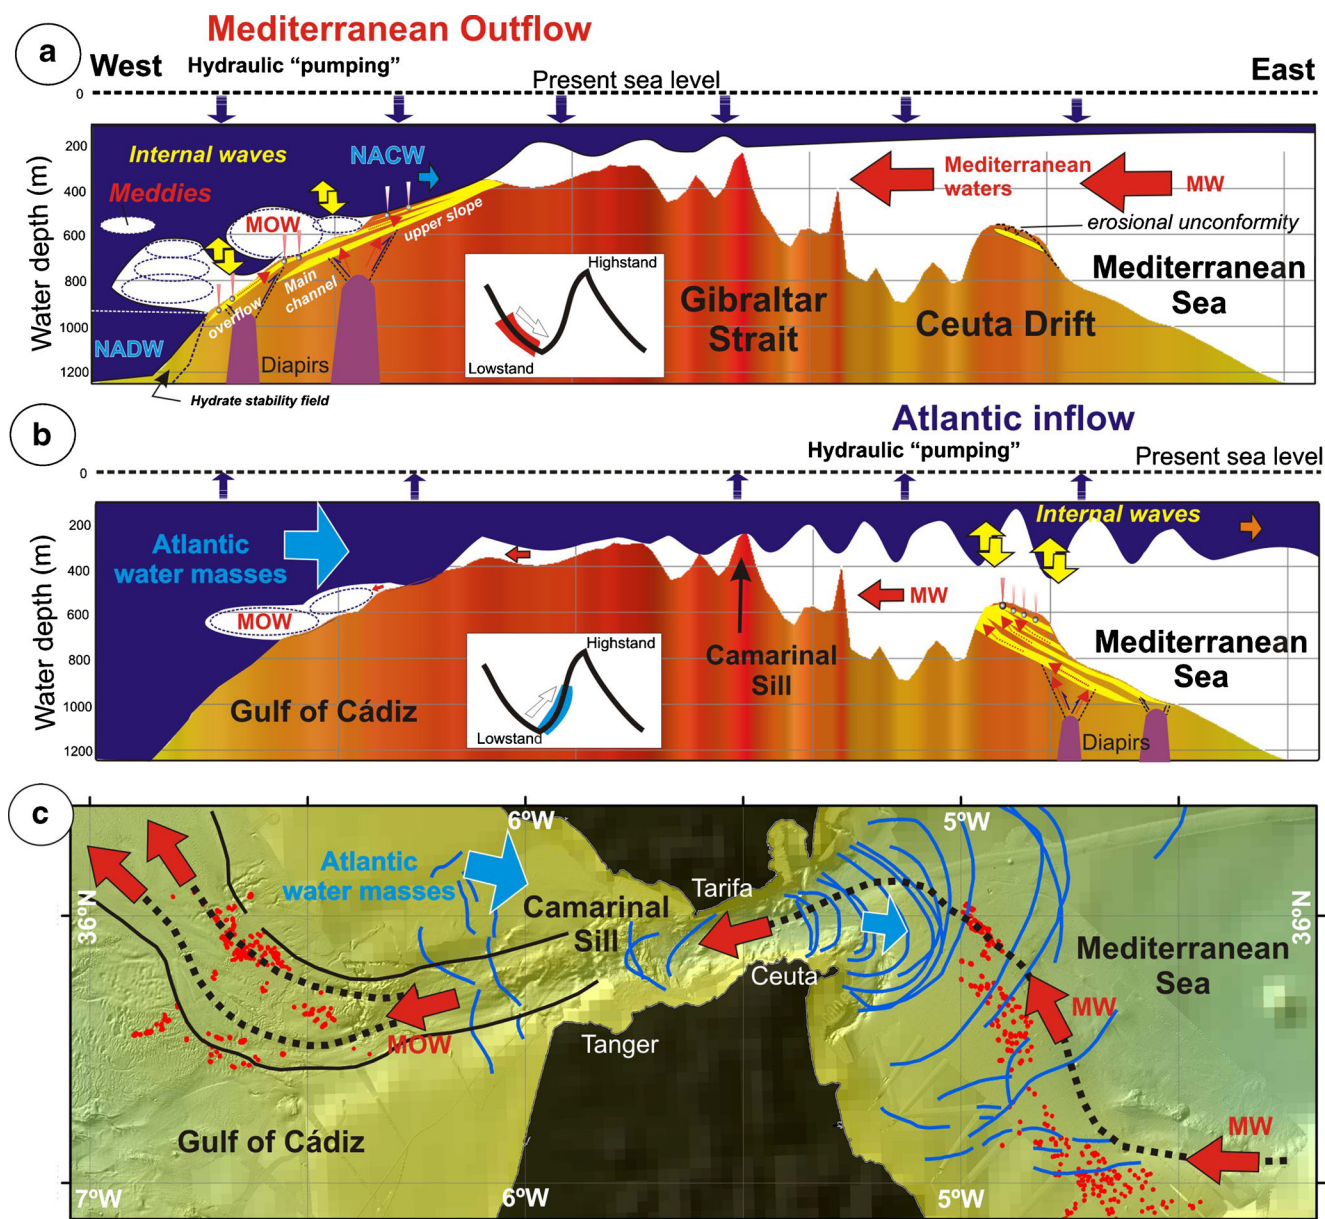 a
Mediterranean Outflow
West
Hydraulic “pumping”
Present sea level
East
0
200
400
600
800
1000
1200
Water depth (m)
Internal waves
NACW
Meddies
MOW
upper slope
Main
channel
overflow
NADW
Diapirs
Hydrate stability field
Highstand
Lowstand
Gibraltar
Strait
Mediterranean
waters
MW
erosional unconformity
Mediterranean
Sea
Ceuta Drift
b
Atlantic inflow
Hydraulic “pumping”
Present sea level
0
200
400
600
800
1000
1200
Water depth (m)
Atlantic
water masses
MOW
Gulf of Cádiz
Highstand
Lowstand
Camarinal
Sill
MW
Internal waves
Mediterranean
Sea
Diapirs
c
6ºW
5ºW
36ºN
36ºN
Atlantic
water masses
Camarinal
Sill
Tarifa
Ceuta
Tanger
MOW
Mediterranean
Sea
MW
MW
Gulf of Cádiz
7ºW
6ºW
5ºW